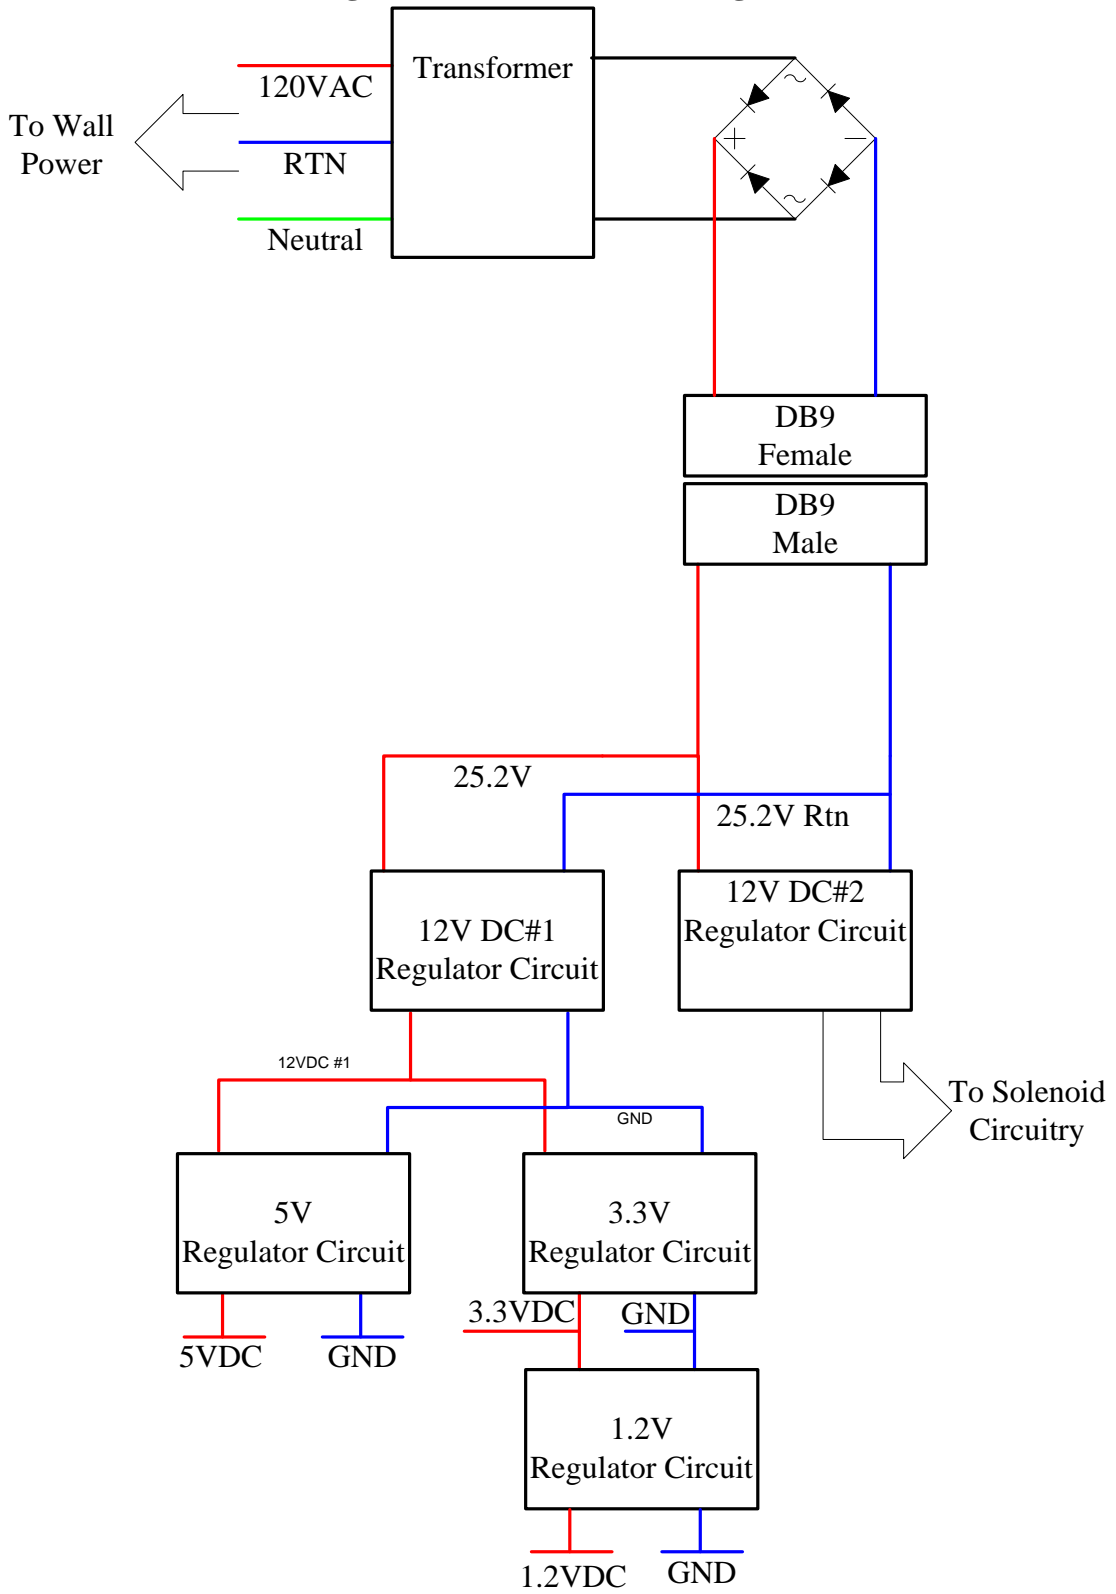 Transformer
120VAC
To Wall
Power
RTN
Neutral
DB9
Female
DB9
Male
25.2V
25.2V Rtn
12V DC#1
Regulator Circuit
12V DC#2
Regulator Circuit
12VDC #1
GND
To Solenoid
Circuitry
5V
Regulator Circuit
3.3V
Regulator Circuit
5VDC
GND
3.3VDC
GND
1.2V
Regulator Circuit
1.2VDC
GND